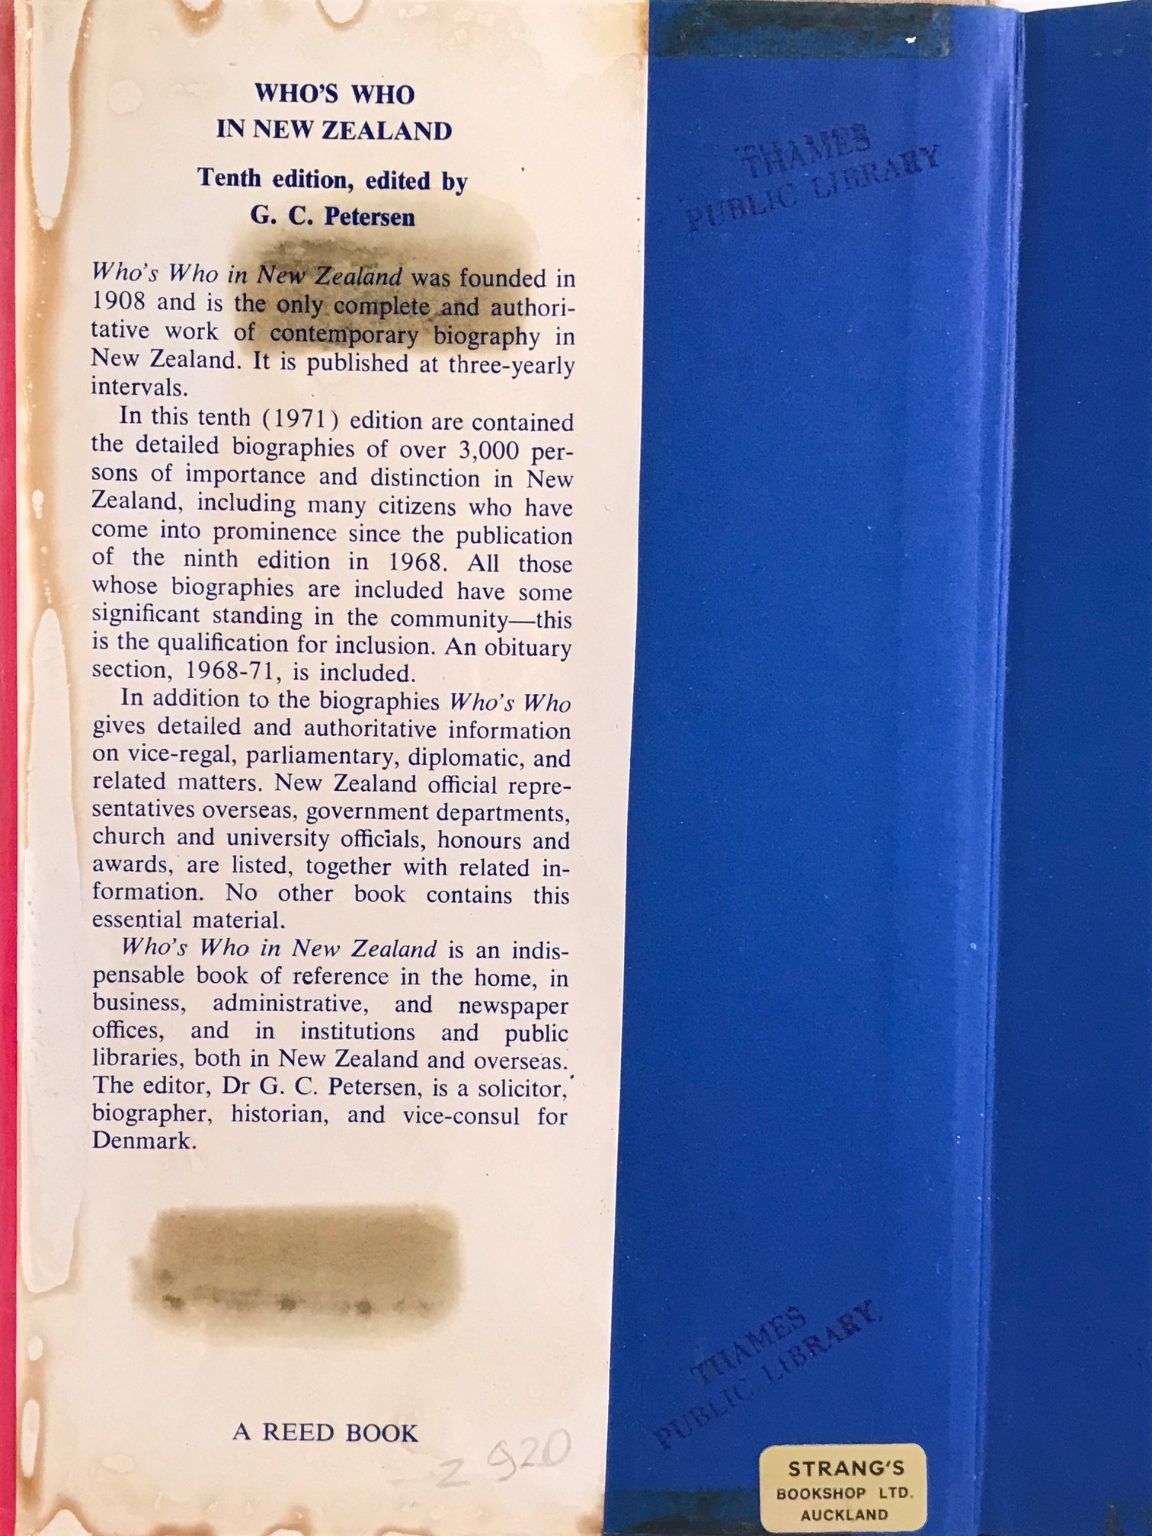 WHO'S WHO
IN NEW ZEALAND
Tenth edition, edited by
G. C. Petersen
Who's Who in New Zealand was founded in
1908 and is the only complete and authori-
tative work of contemporary biography in
New Zealand. It is published at three-yearly
intervals.
In this tenth (1971) edition are contained
the detailed biographies of over 3,000 per-
sons of importance and distinction in New
Zealand, including many citizens who have
come into prominence since the publication
of the ninth edition in 1968. All those
whose biographies are included have some
significant standing in the community—this
is the qualification for inclusion. An obituary
section, 1968-71, is included.
In addition to the biographies Who's Who
gives detailed and authoritative information
on vice-regal, parliamentary, diplomatic, and
related matters. New Zealand official repre-
sentatives overseas, government departments,
church and university officials, honours and
awards, are listed, together with related in-
formation. No other book contains this
essential material.
Who's Who in New Zealand is an indis-
pensable book of reference in the home, in
business, administrative, and newspaper
offices, and in institutions and public
libraries, both in New Zealand and overseas.
The editor, Dr G. C. Petersen, is a solicitor,
biographer, historian, and vice-consul for
Denmark.
A REED BOOK
z 920
THAMES
PUBLIC LIBRARY
THAMES
PUBLIC LIBRARY
STRANG'S
BOOKSHOP LTD.
AUCKLAND